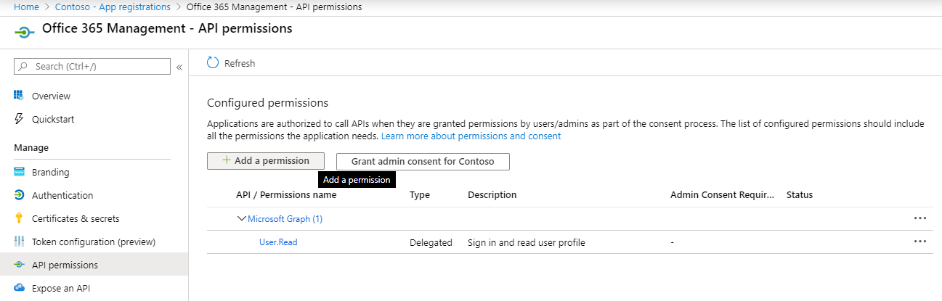 Home > Contoso - App registrations > Office 365 Management - API permissions
Office 365 Management - API permissions
Search (Ctrl+/)
«
Overview
Quickstart
Manage
Branding
Authentication
Certificates & secrets
Token configuration (preview)
API permissions
Expose an API
Refresh
Configured permissions
Applications are authorized to call APIs when they are granted permissions by users/admins as part of the consent process. The list of configured permissions should include
all the permissions the application needs. Learn more about permissions and consent
+ Add a permission Grant admin consent for Contoso
Add a permission
API / Permissions name Type Description Admin Consent Requir... Status
Microsoft Graph (1) ...
User.Read Delegated Sign in and read user profile - ...